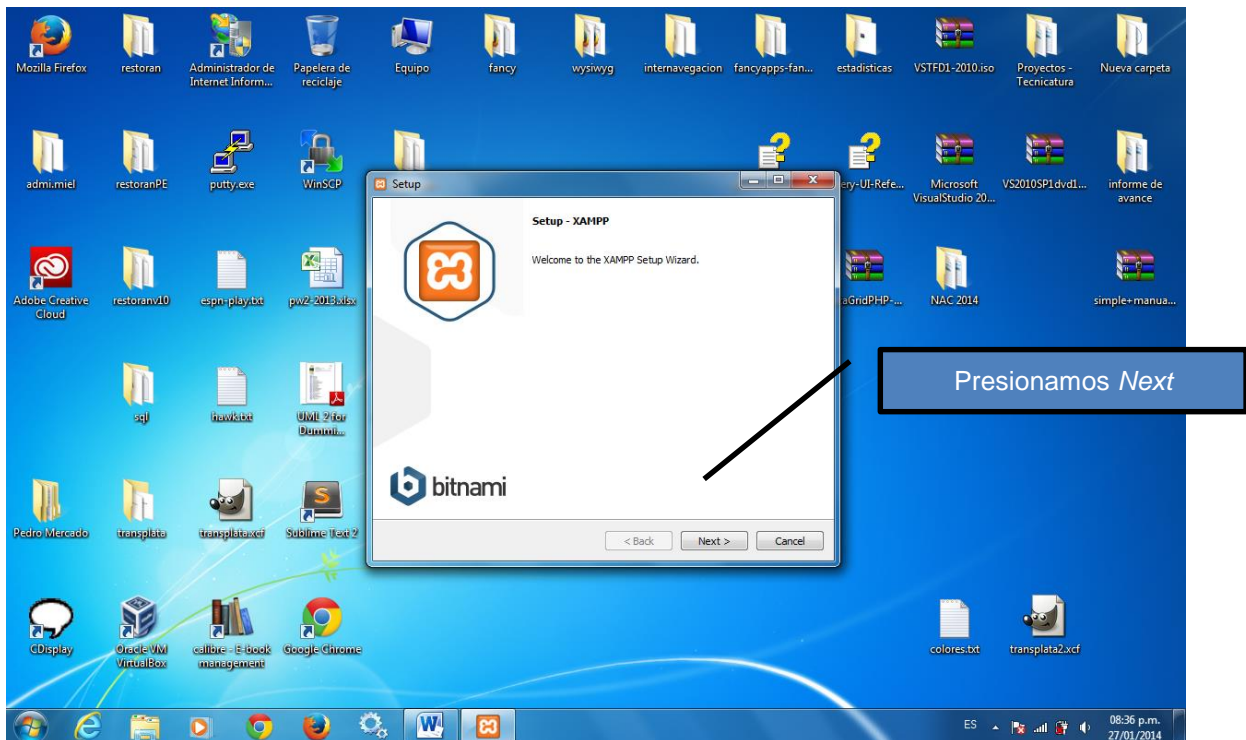 Mozilla Firefox
restoran
Administrador de
Internet Inform...
Papelera de
reciclaje
Equipo
fancy
wysiwyg
internavegacion
fancyapps-fan...
estadisticas
VSTFD1-2010.iso
Proyectos -
Tecnicatura
Nueva carpeta
admi.miel
restoranPE
putty.exe
WinSCP
ery-UI-Refe...
Microsoft
VisualStudio 20...
VS2010SP1dvd1...
informe de
avance
Setup
Setup - XAMPP
Welcome to the XAMPP Setup Wizard.
Adobe Creative
Cloud
restoranv10
espn-play.txt
pw2-2013.xlsx
aGridPHP-...
NAC 2014
simple+manua...
Presionamos Next
sql
hawk.txt
UML 2 for
Dummi...
bitnami
Pedro Mercado
transplata
transplata.xcf
Sublime Text 2
< Back
Next >
Cancel
CDisplay
Oracle VM
VirtualBox
calibre - E-book
management
Google Chrome
colores.txt
transplata2.xcf
ES
08:36 p.m.
27/01/2014